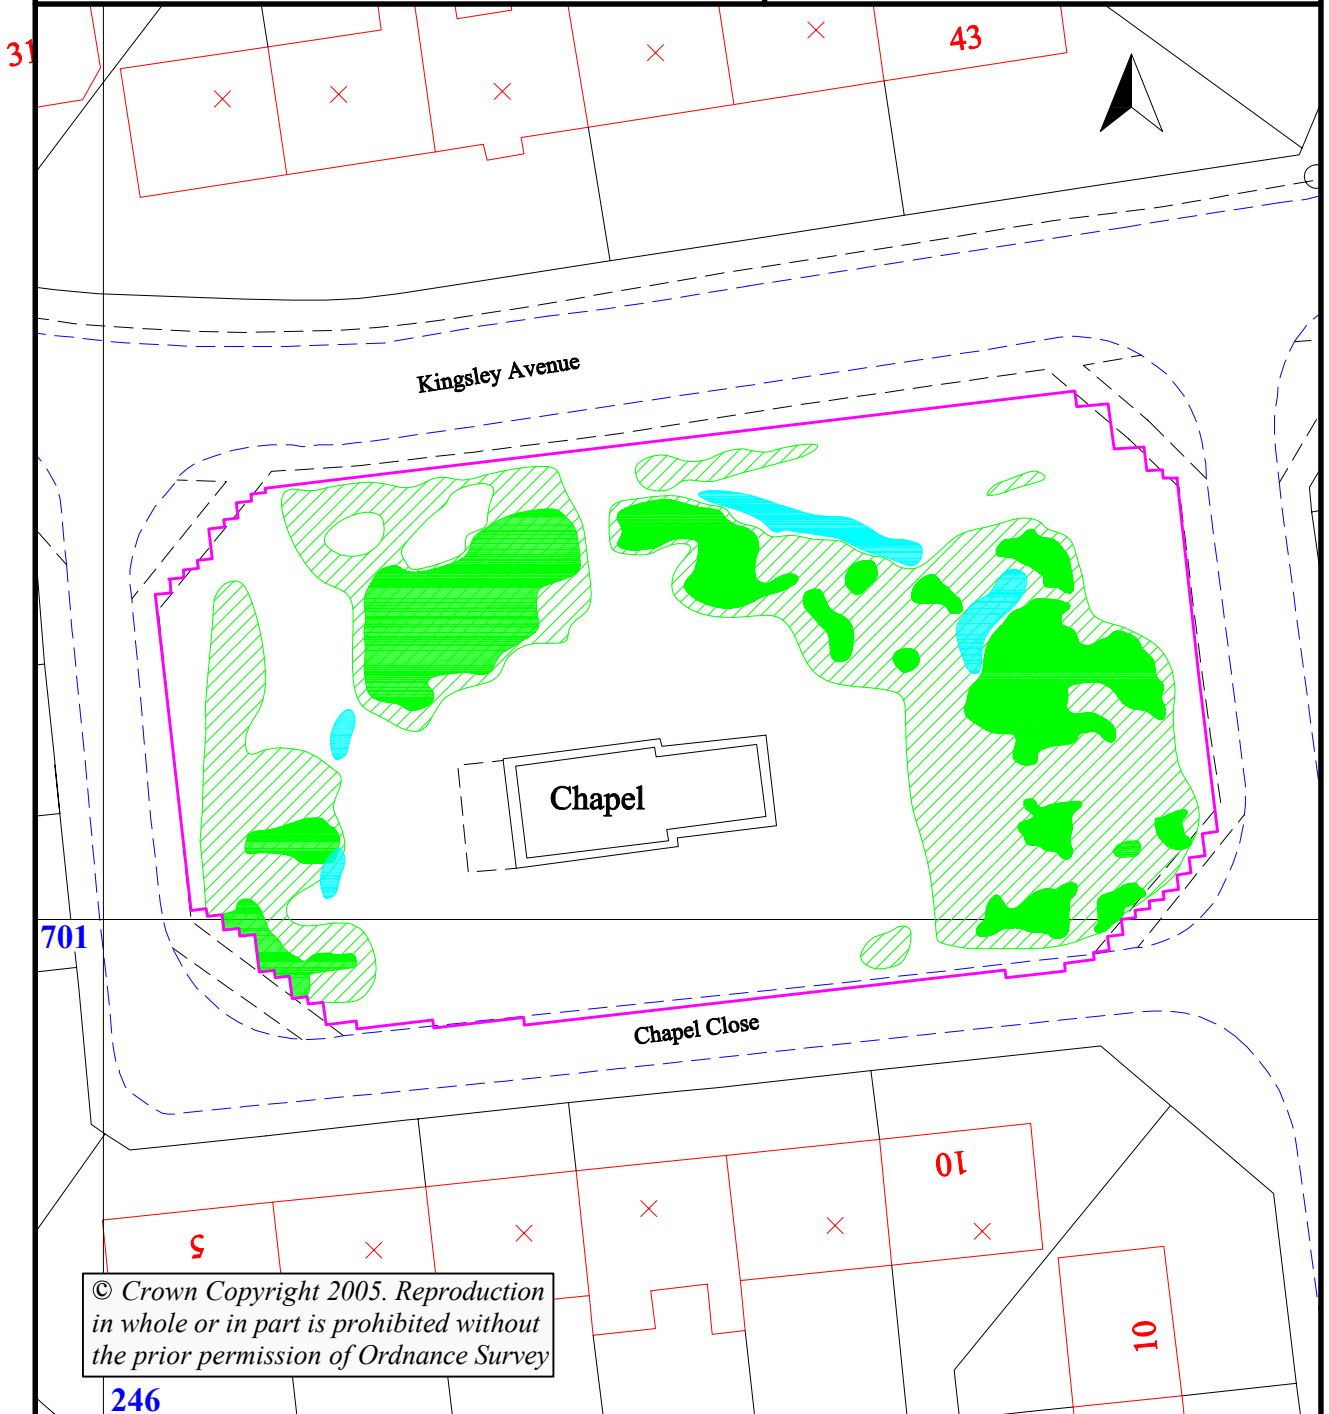 31
43
Kingsley Avenue
Chapel
701
Chapel Close
10
5
© Crown Copyright 2005. Reproduction
in whole or in part is prohibited without
the prior permission of Ordnance Survey
10
246